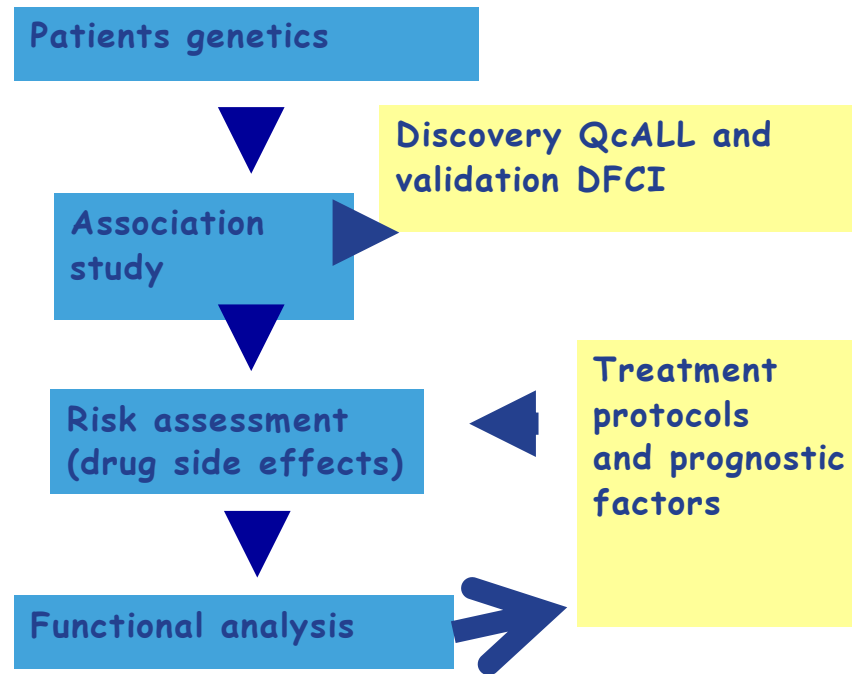 Patients genetics
Discovery QcALL and
validation DFCI
Association
study
Treatment
protocols
and prognostic
factors
Risk assessment
(drug side effects)
Functional analysis